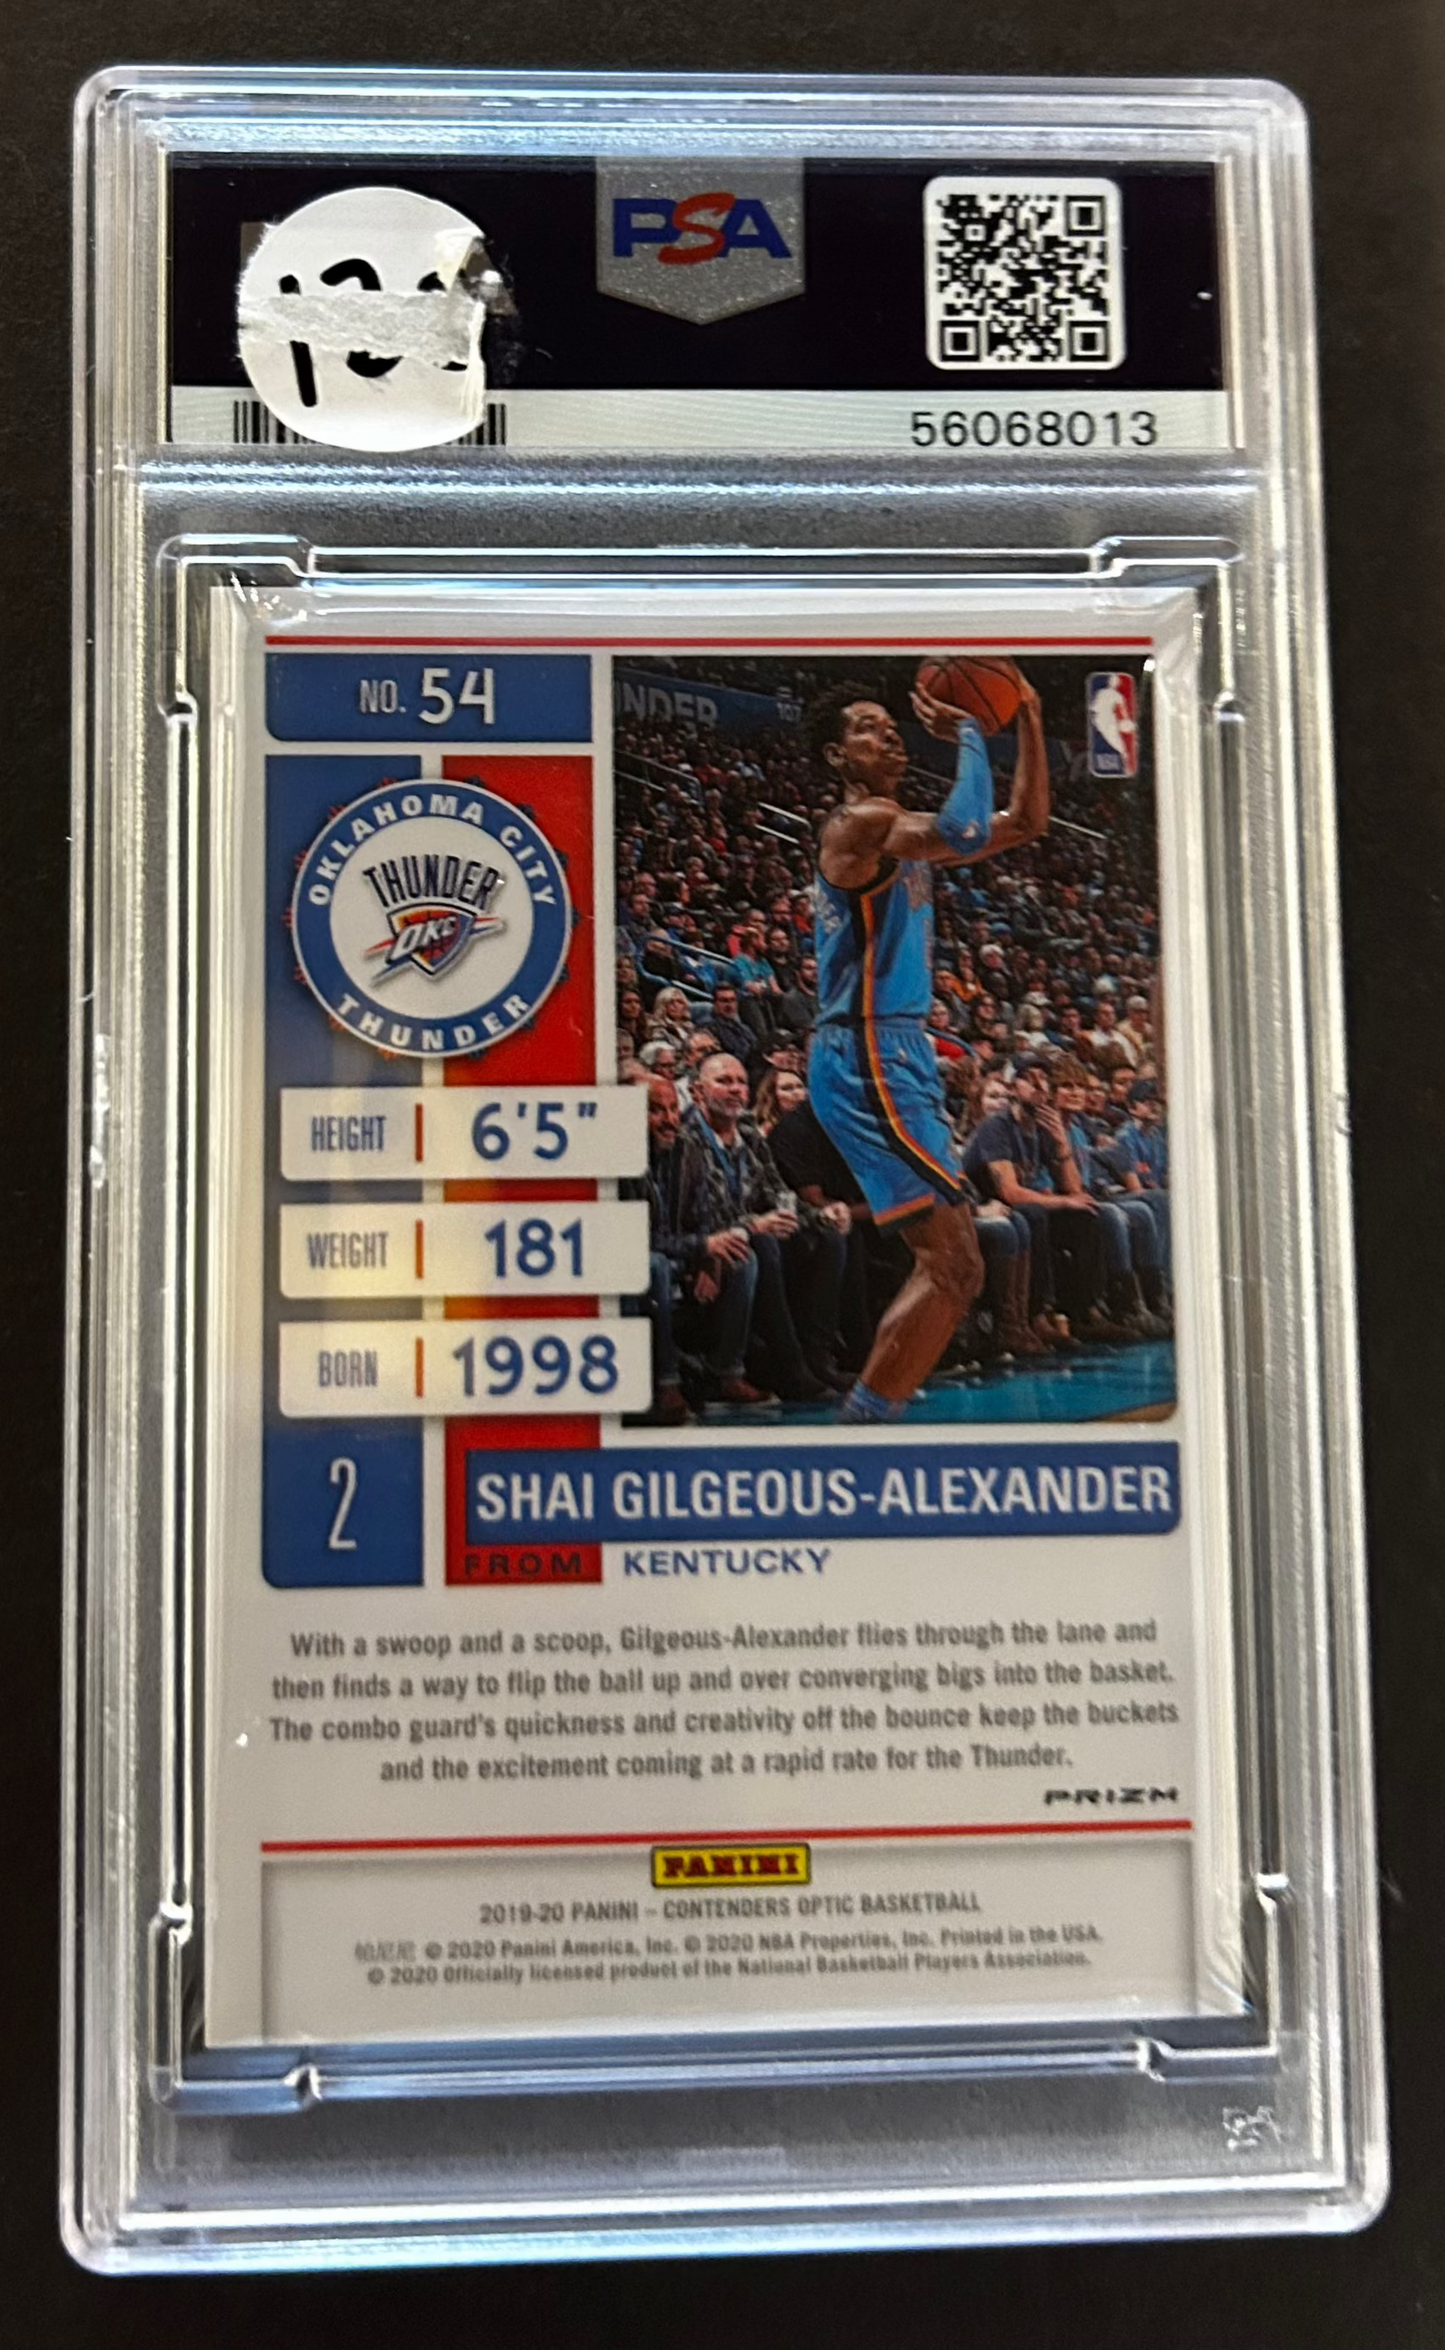 PSA
56068013
NO. 54
NDER
107
NBA
OKLAHOMA CITY
THUNDER
OKC
THUNDER
HEIGHT 6'5"
WEIGHT 181
BORN 1998
2
SHAI GILGEOUS-ALEXANDER
FROM KENTUCKY
With a swoop and a scoop, Gilgeous-Alexander flies through the lane and
then finds a way to flip the ball up and over converging bigs into the basket.
The combo guard's quickness and creativity off the bounce keep the buckets
and the excitement coming at a rapid rate for the Thunder.
PRIZM
PANINI
2019-20 PANINI – CONTENDERS OPTIC BASKETBALL
© 2020 Panini America, Inc. © 2020 NBA Properties, Inc. Printed in the USA.
© 2020 Officially licensed product of the National Basketball Players Association.